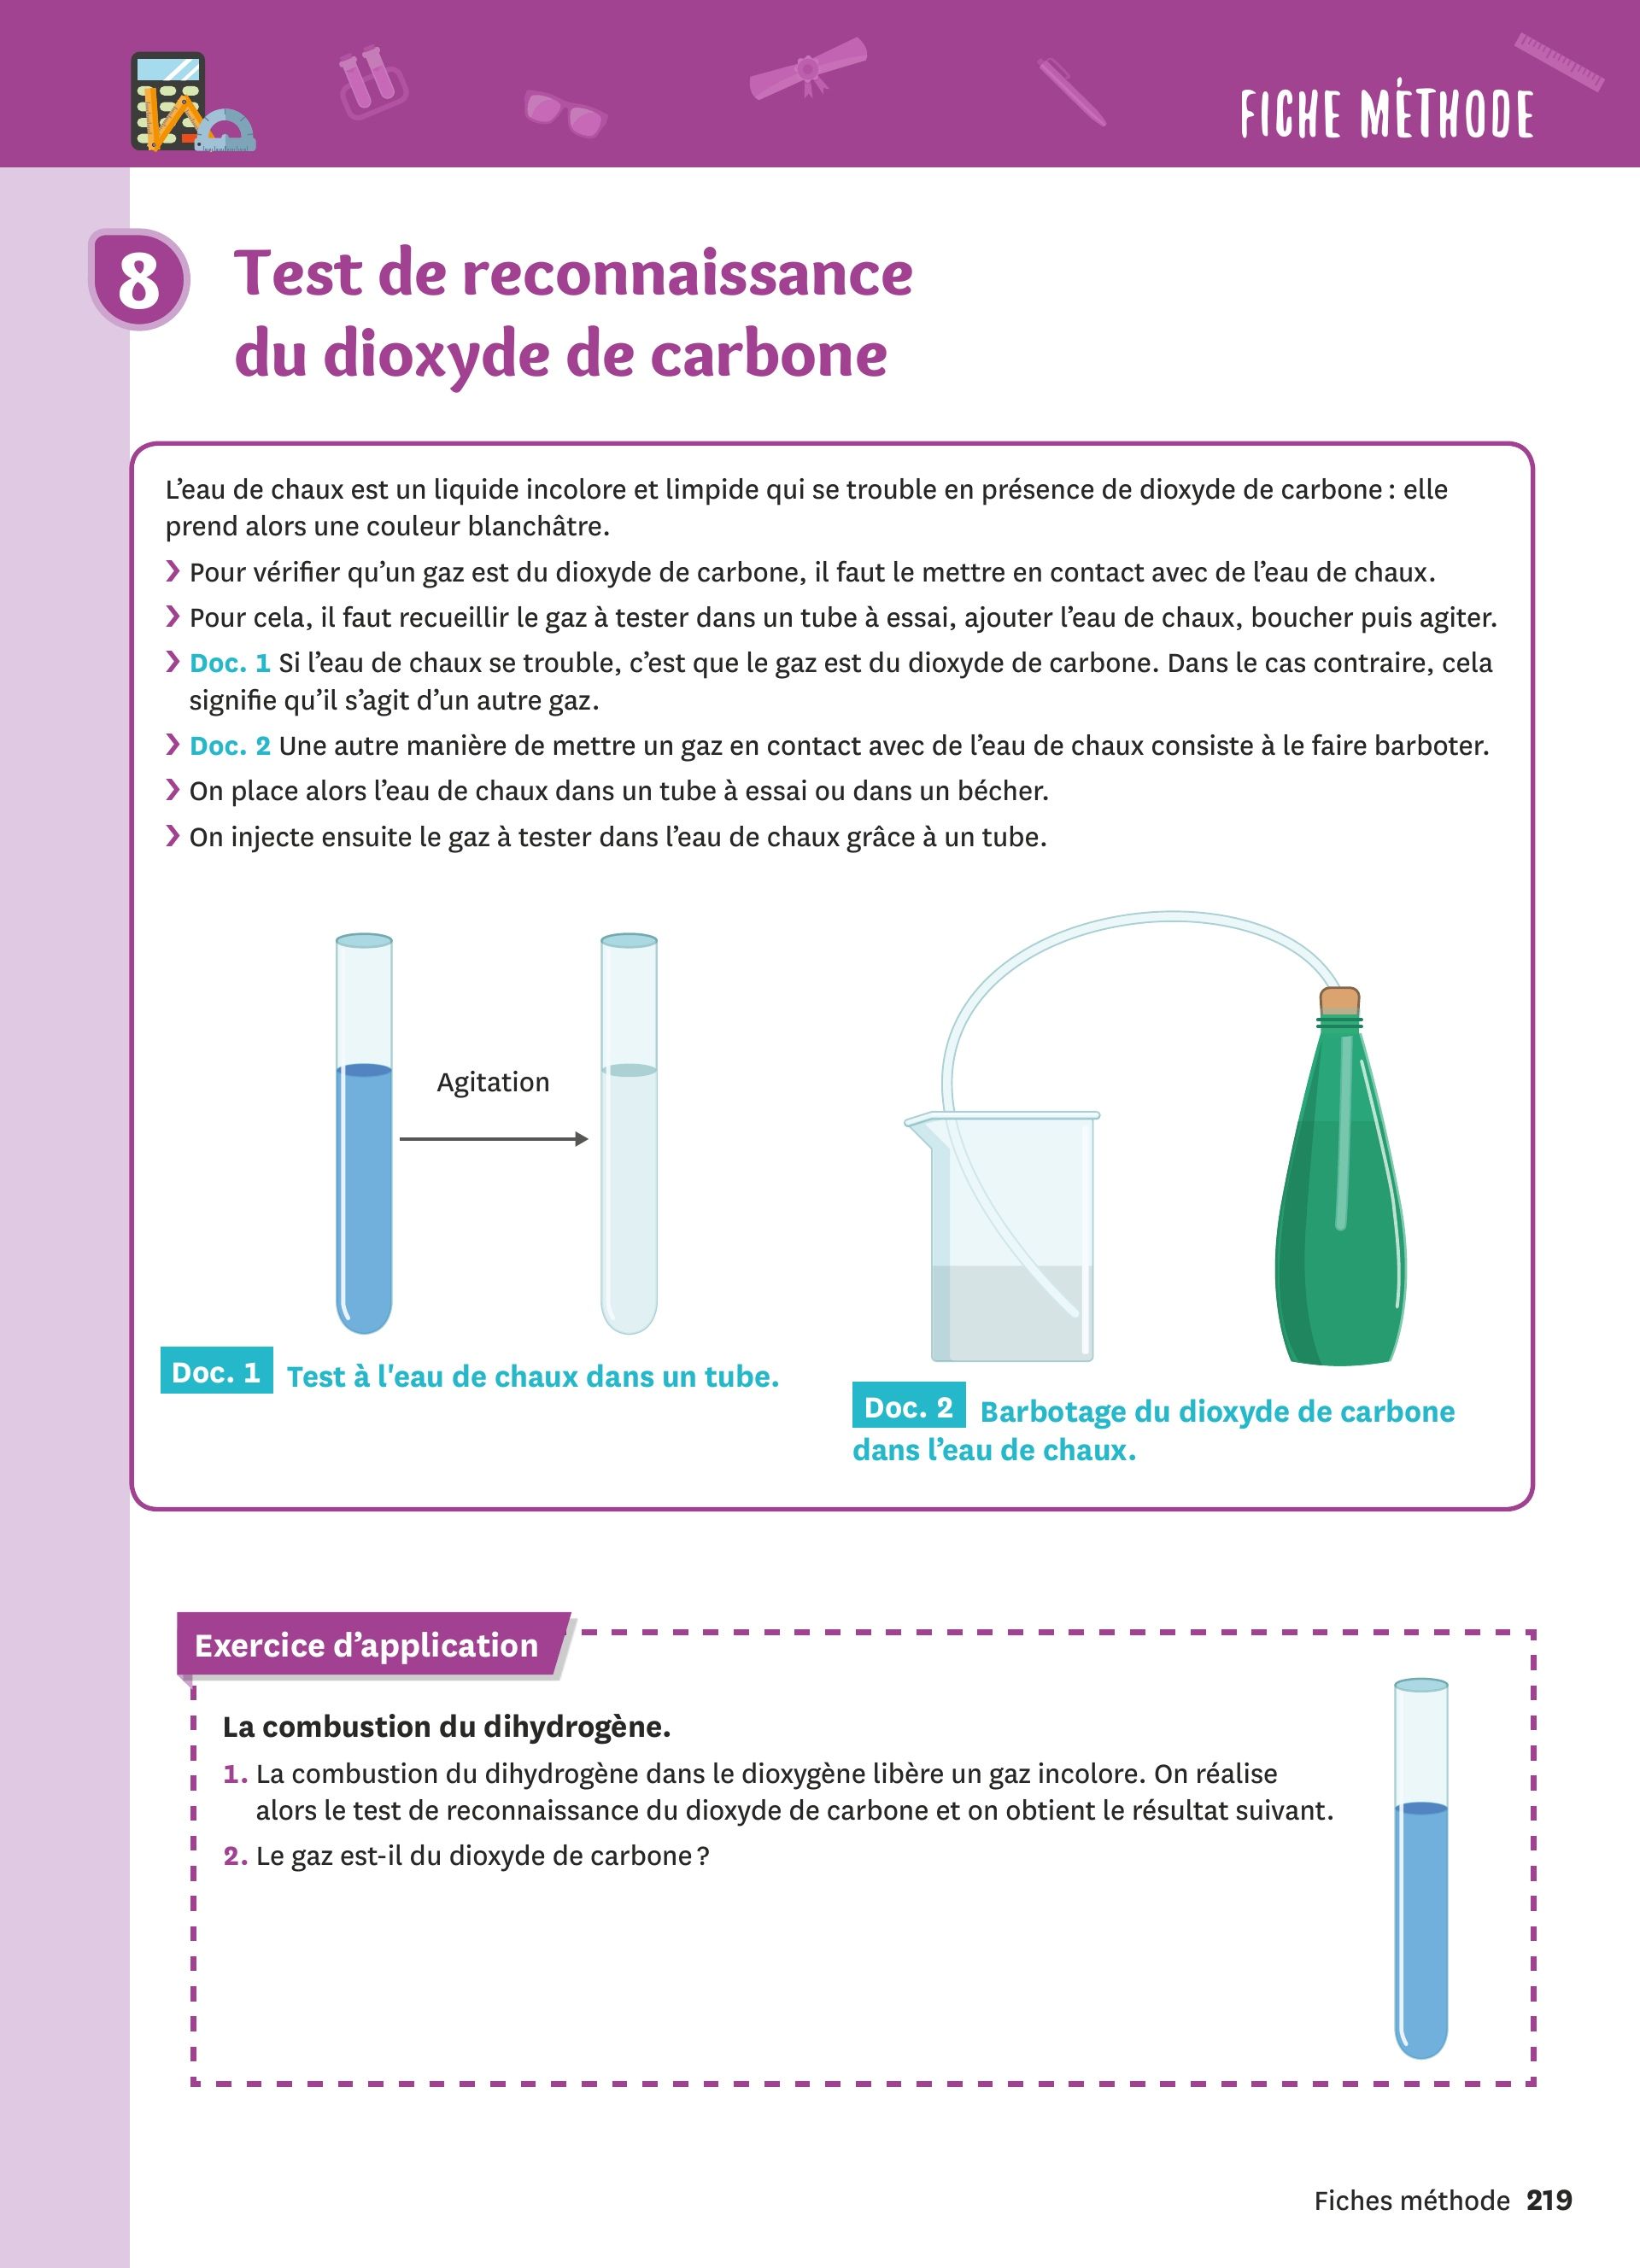 FICHE MÉTHODE
8
Test de reconnaissance
du dioxyde de carbone
L’eau de chaux est un liquide incolore et limpide qui se trouble en présence de dioxyde de carbone : elle
prend alors une couleur blanchâtre.
❯ Pour vérifier qu’un gaz est du dioxyde de carbone, il faut le mettre en contact avec de l’eau de chaux.
❯ Pour cela, il faut recueillir le gaz à tester dans un tube à essai, ajouter l’eau de chaux, boucher puis agiter.
❯ Doc. 1 Si l’eau de chaux se trouble, c’est que le gaz est du dioxyde de carbone. Dans le cas contraire, cela
signifie qu’il s’agit d’un autre gaz.
❯ Doc. 2 Une autre manière de mettre un gaz en contact avec de l’eau de chaux consiste à le faire barboter.
❯ On place alors l’eau de chaux dans un tube à essai ou dans un bécher.
❯ On injecte ensuite le gaz à tester dans l’eau de chaux grâce à un tube.
Agitation
Doc. 1 Test à l'eau de chaux dans un tube.
Doc. 2 Barbotage du dioxyde de carbone
dans l’eau de chaux.
Exercice d’application
La combustion du dihydrogène.
1. La combustion du dihydrogène dans le dioxygène libère un gaz incolore. On réalise
alors le test de reconnaissance du dioxyde de carbone et on obtient le résultat suivant.
2. Le gaz est-il du dioxyde de carbone ?
Fiches méthode 219